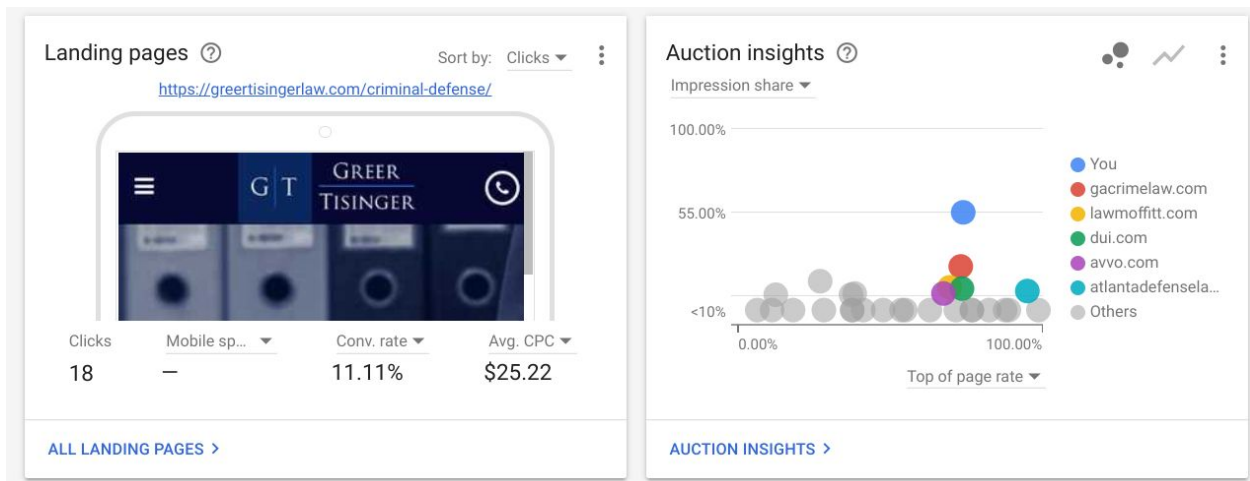 Landing pages
Sort by: Clicks
https://greertisingerlaw.com/criminal-defense/
G T GREER
TISINGER
Clicks Mobile sp... Conv. rate Avg. CPC
18 — 11.11% $25.22
ALL LANDING PAGES >
Auction insights
Impression share
100.00%
55.00%
<10%
0.00% 100.00%
Top of page rate
You
gacrimelaw.com
lawmoffitt.com
dui.com
avvo.com
atlantadefensela...
Others
AUCTION INSIGHTS >